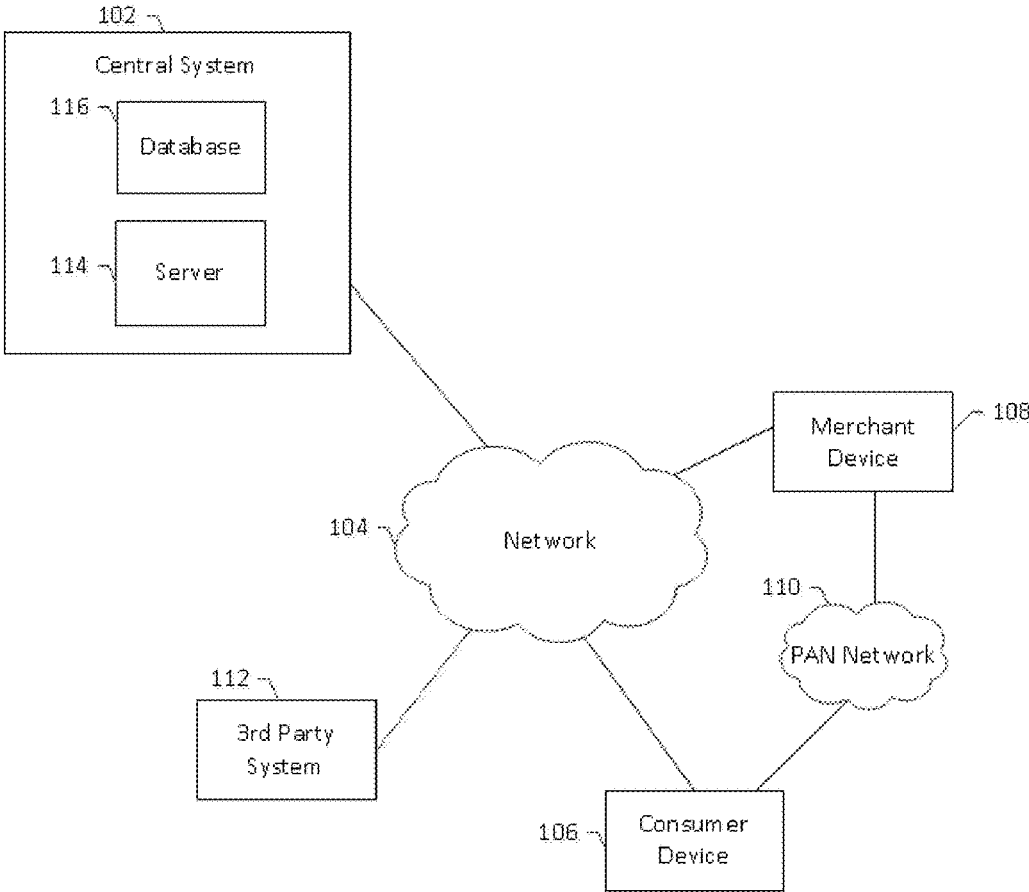 102
Central System
116
Database
114
Server
108
Merchant
Device
104
Network
110
PAN Network
112
3rd Party
System
106
Consumer
Device